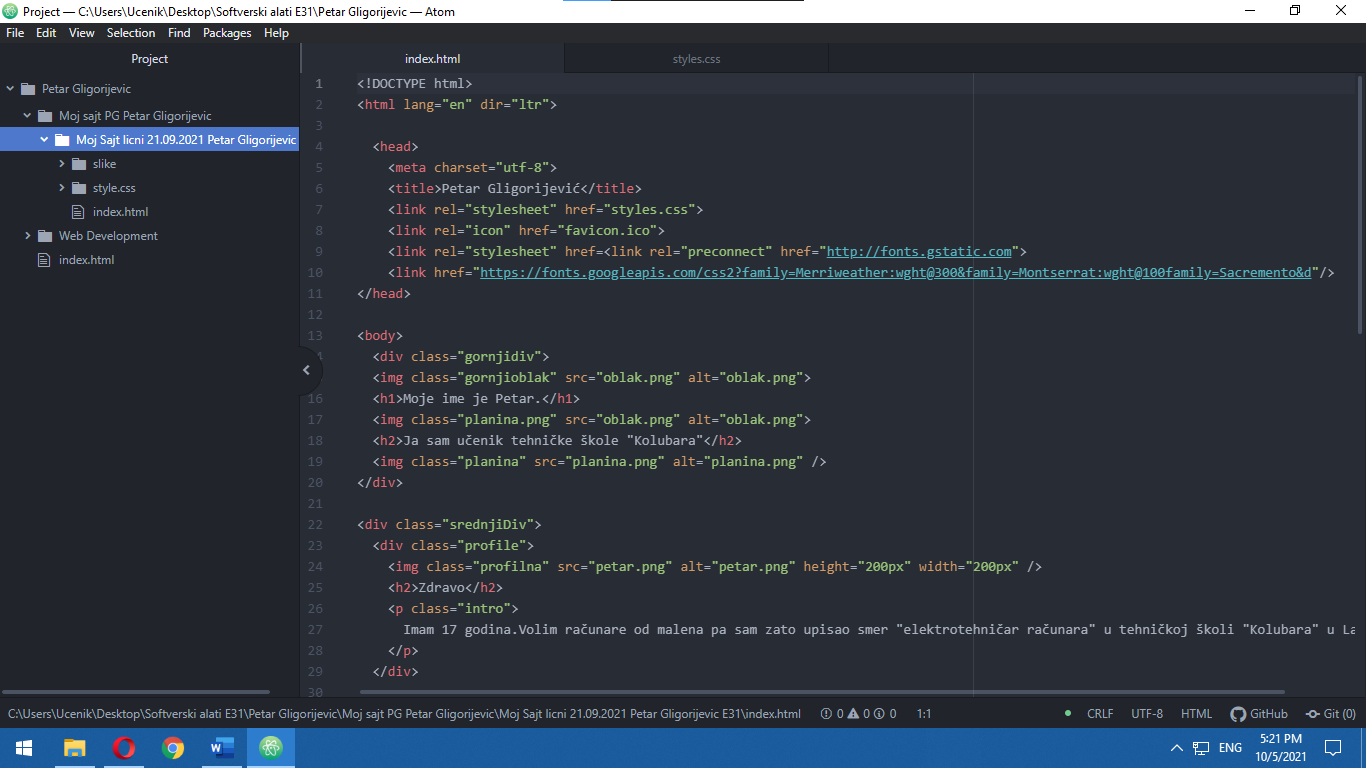 Project — C:\Users\Ucenik\Desktop\Softverski alati E31\Petar Gligorijevic — Atom
File Edit View Selection Find Packages Help
Project
Petar Gligorijevic
Moj sajt PG Petar Gligorijevic
Moj Sajt licni 21.09.2021 Petar Gligorijevic
slike
style.css
index.html
Web Development
index.html
index.html styles.css
1 <!DOCTYPE html>
2 <html lang="en" dir="ltr">
3
4 <head>
5 <meta charset="utf-8">
6 <title>Petar Gligorijević</title>
7 <link rel="stylesheet" href="styles.css">
8 <link rel="icon" href="favicon.ico">
9 <link rel="stylesheet" href=<link rel="preconnect" href="http://fonts.gstatic.com">
10 <link href="https://fonts.googleapis.com/css2?family=Merriweather:wght@300&family=Montserrat:wght@100family=Sacremento&d"/>
11 </head>
12
13 <body>
<div class="gornjidiv">
<img class="gornjioblak" src="oblak.png" alt="oblak.png">
16 <h1>Moje ime je Petar.</h1>
17 <img class="planina.png" src="oblak.png" alt="oblak.png">
18 <h2>Ja sam učenik tehničke škole "Kolubara"</h2>
19 <img class="planina" src="planina.png" alt="planina.png" />
20 </div>
21
22 <div class="srednjiDiv">
23 <div class="profile">
24 <img class="profilna" src="petar.png" alt="petar.png" height="200px" width="200px" />
25 <h2>Zdravo</h2>
26 <p class="intro">
27 Imam 17 godina.Volim računare od malena pa sam zato upisao smer "elektrotehničar računara" u tehničkoj školi "Kolubara" u La
28 </p>
29 </div>
30
C:\Users\Ucenik\Desktop\Softverski alati E31\Petar Gligorijevic\Moj sajt PG Petar Gligorijevic\Moj Sajt licni 21.09.2021 Petar Gligorijevic E31\index.html 0 0 0 1:1 CRLF UTF-8 HTML GitHub Git (0)
ENG
5:21 PM
10/5/2021